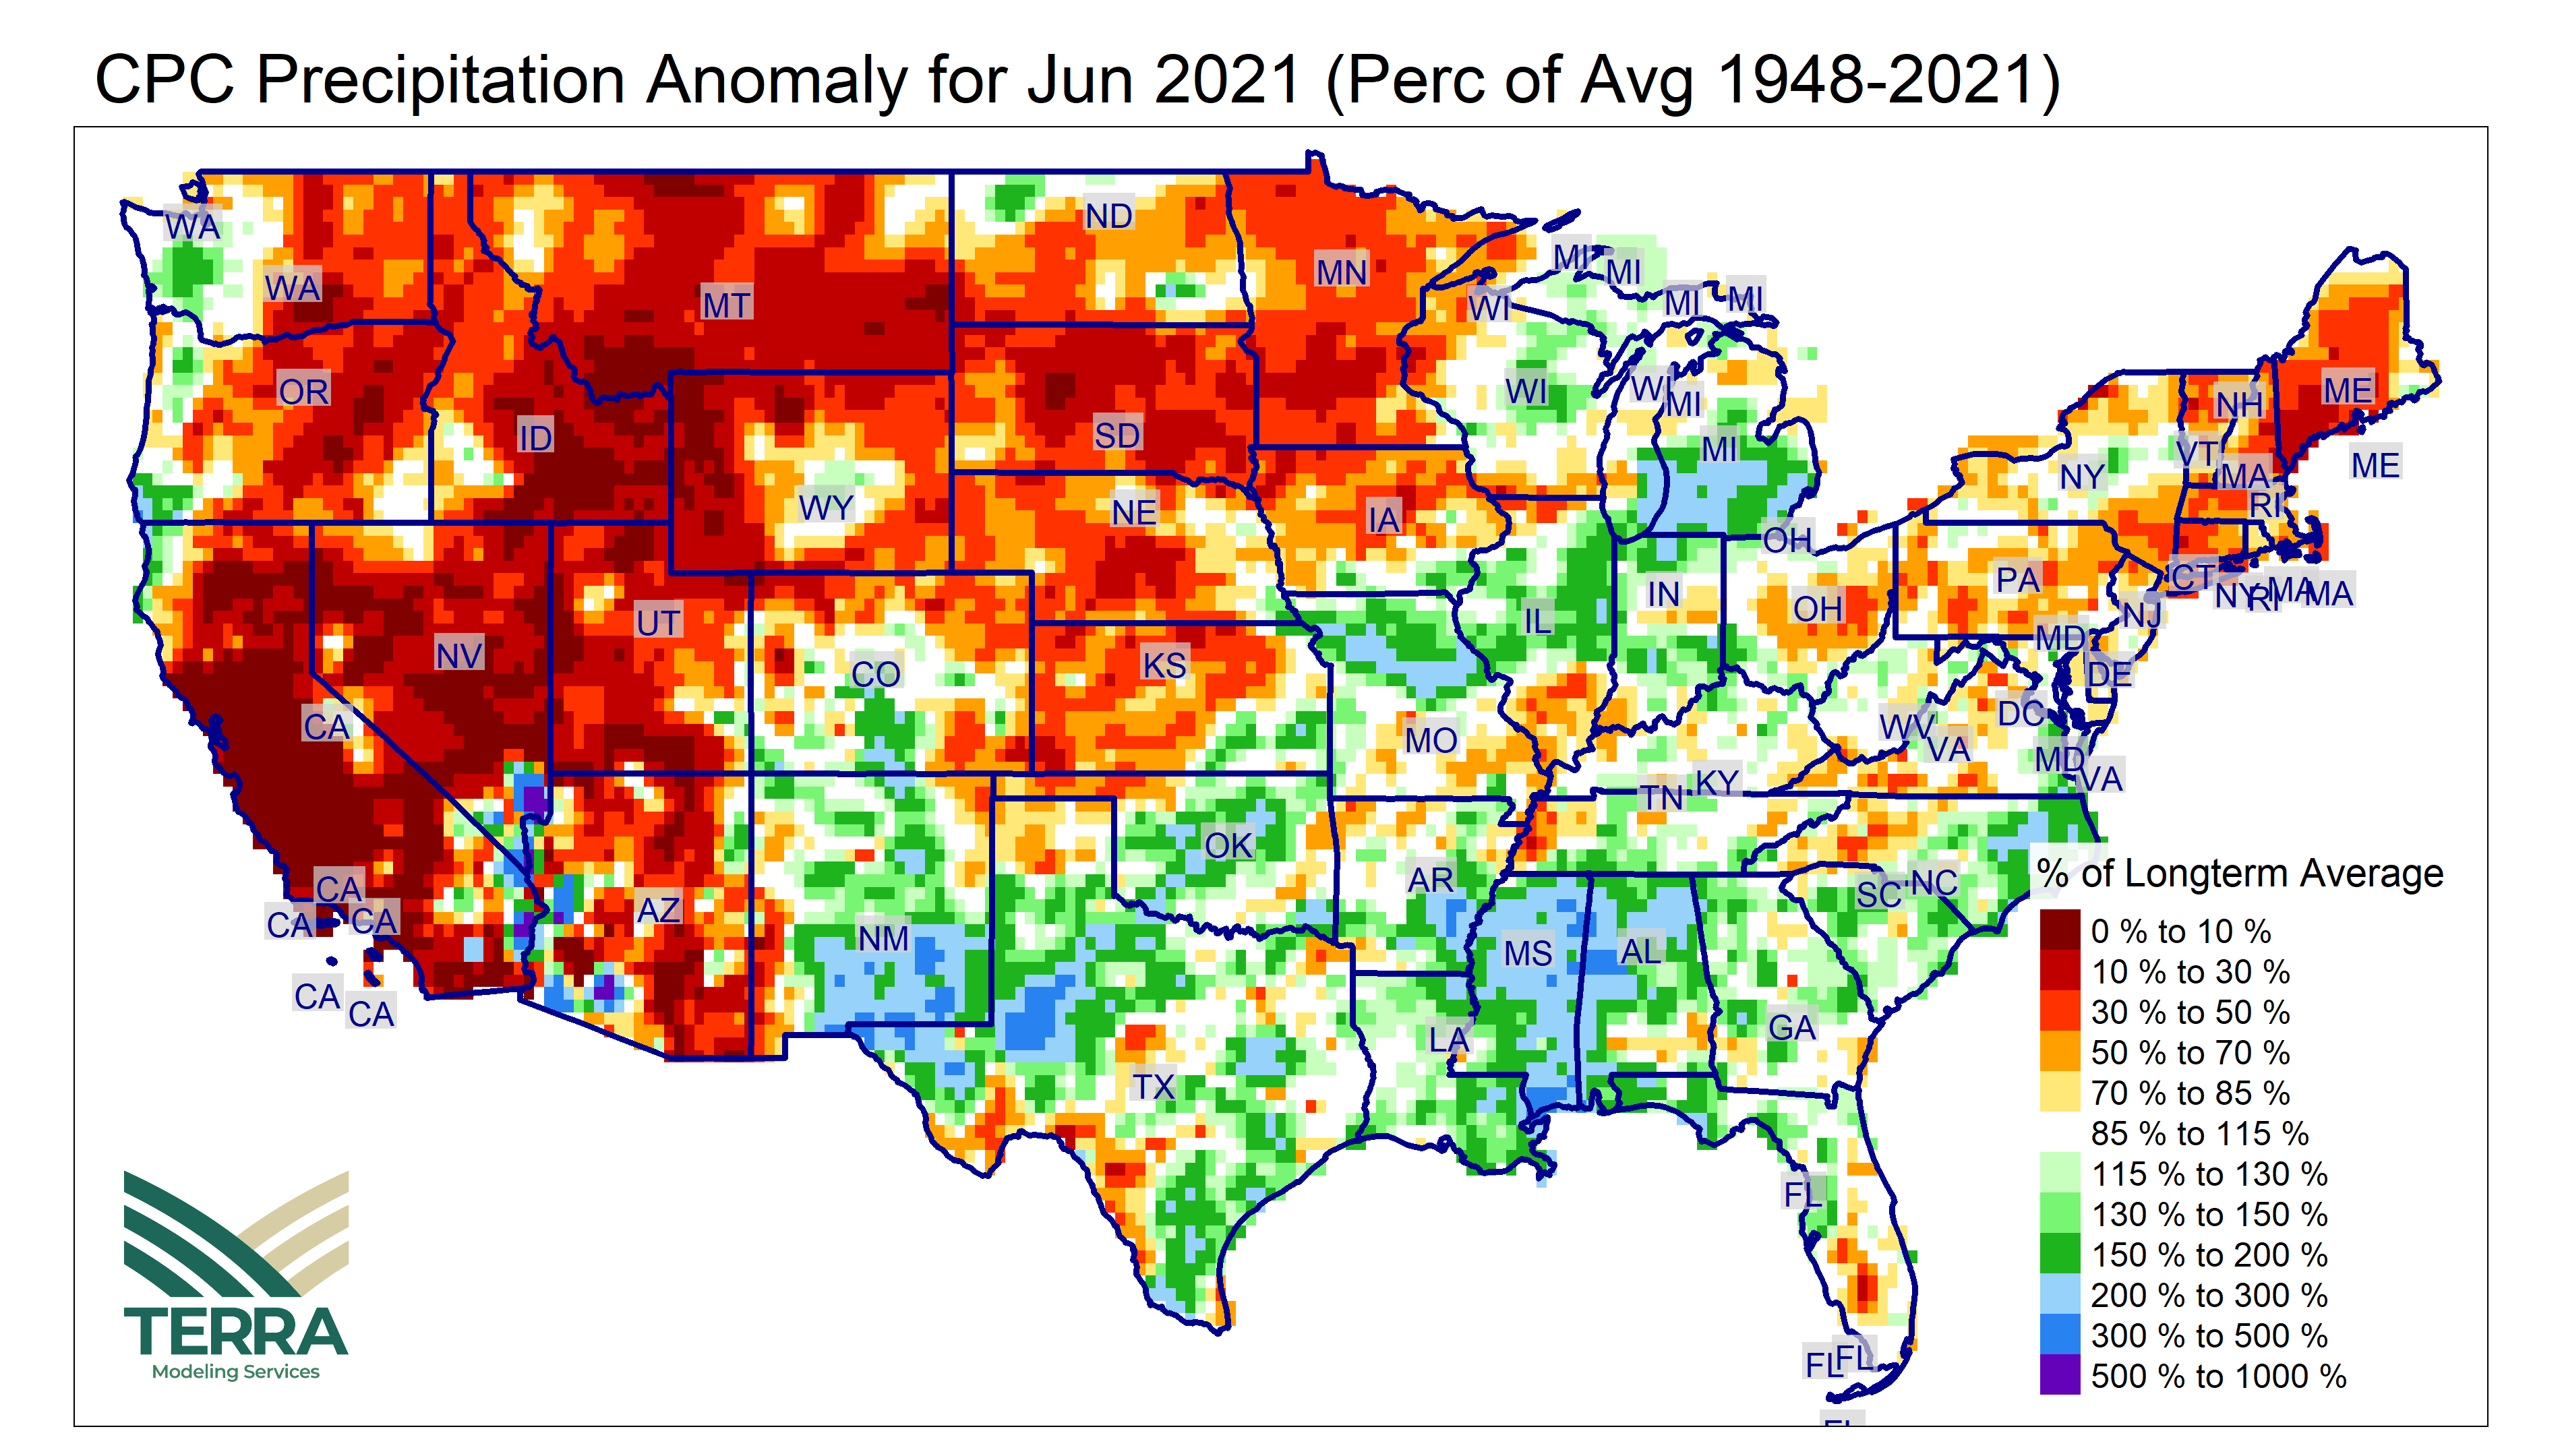 CPC Precipitation Anomaly for Jun 2021 (Perc of Avg 1948-2021)
WA
ND
MN
MI
MI
WA
MT
WI
MI
MI
OR
ID
SD
WI
WI
MI
NH
ME
WY
NE
IA
MI
NY
VT
MA
ME
RI
OH
NV
UT
CO
KS
IL
IN
OH
PA
CT
NY
RI
MA
MA
NJ
MD
DE
CA
MO
WV
VA
DC
MD
VA
TN
KY
OK
AR
SC
NC
CA
CA
CA
AZ
NM
MS
AL
CA
CA
LA
GA
TX
FL
FL
FL
% of Longterm Average
0 % to 10 %
10 % to 30 %
30 % to 50 %
50 % to 70 %
70 % to 85 %
85 % to 115 %
115 % to 130 %
130 % to 150 %
150 % to 200 %
200 % to 300 %
300 % to 500 %
500 % to 1000 %
TERRA
Modeling Services